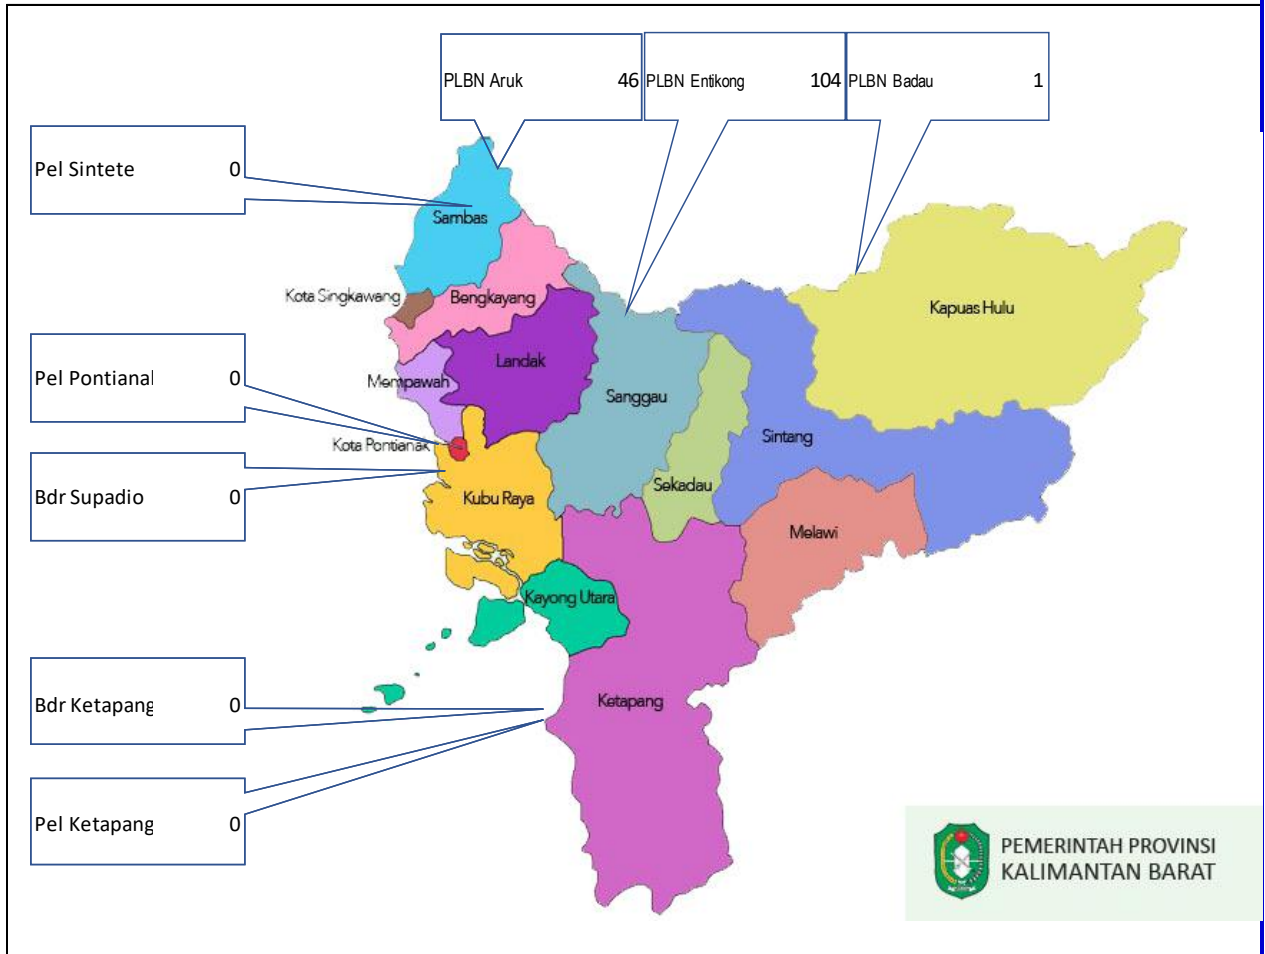 PLBN Aruk 46 PLBN Entikong 104 PLBN Badau 1
Pel Sintete 0
Sambas
Kota Singkawang
Bengkayang
Kapuas Hulu
Landak
Pel Pontianal 0
Mempawah
Sanggau
Kota Pontianak
Sintang
Bdr Supadio 0
Kubu Raya
Sekadau
Melawi
Kayong Utara
Bdr Ketapang 0
Ketapang
Pel Ketapang 0
PEMERINTAH PROVINSI
KALIMANTAN BARAT